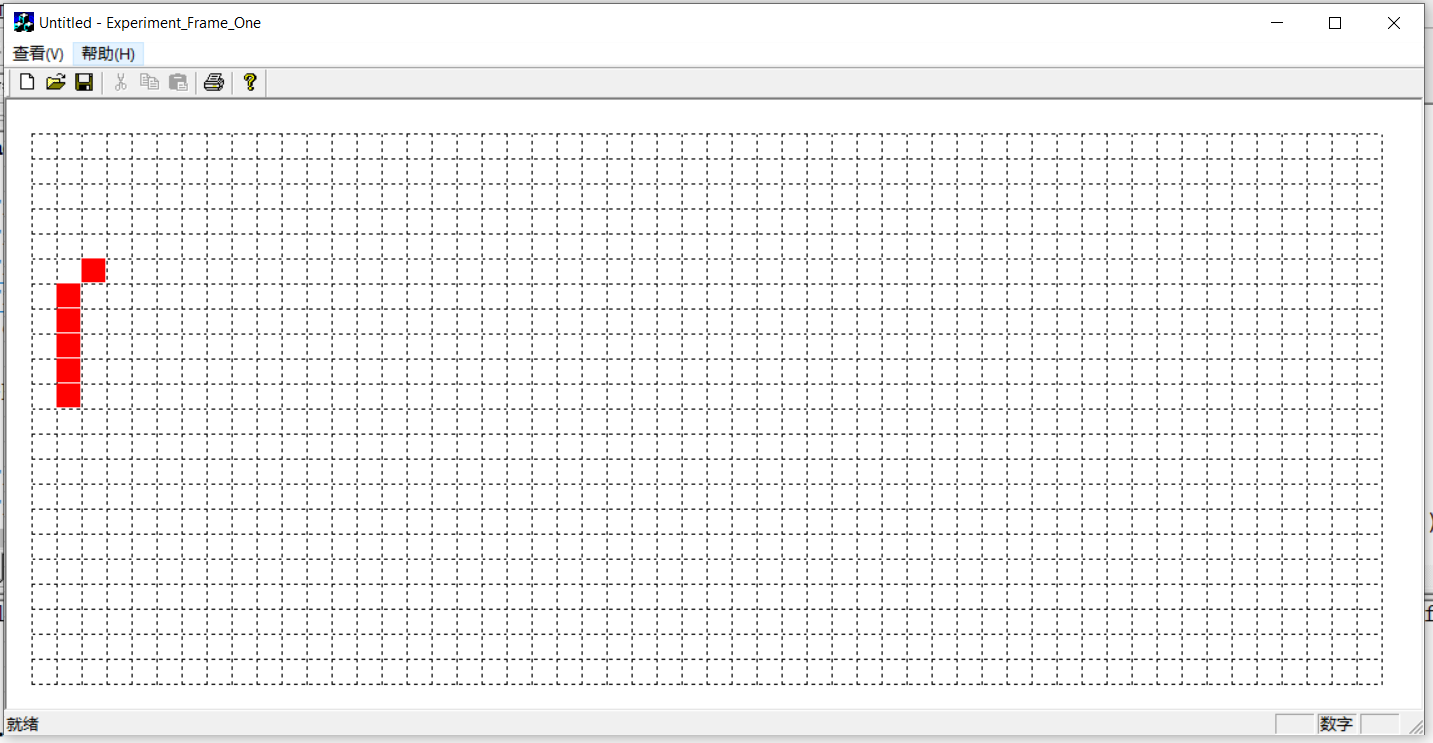 Untitled - Experiment_Frame_One
查看(V) 帮助(H)
就绪 数字